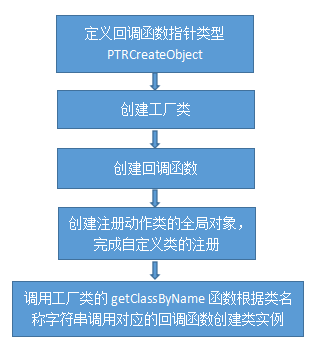 定义回调函数指针类型
PTRCreateObject
创建工厂类
创建回调函数
创建注册动作类的全局对象，
完成自定义类的注册
调用工厂类的 getClassByName 函数根据类名
称字符串调用对应的回调函数创建类实例